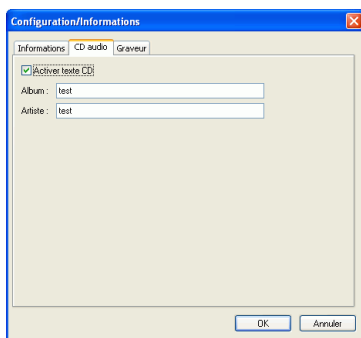 Configuration/Informations
Informations CD audio Graveur
Activer texte CD
Album : test
Artiste : test
OK Annuler